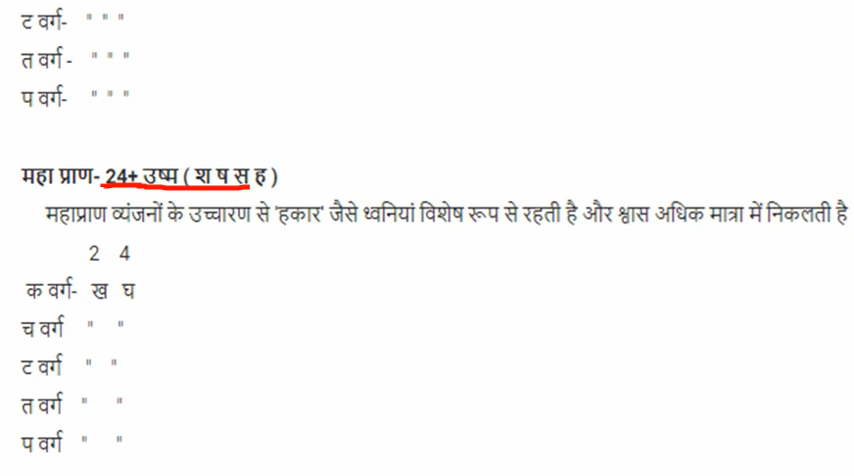 ट वर्ग- " " "
त वर्ग - " " "
प वर्ग- " " "
महा प्राण- 24+ उष्म ( श ष स ह )
महाप्राण व्यंजनों के उच्चारण से 'हकार' जैसे ध्वनियां विशेष रूप से रहती है और श्वास अधिक मात्रा में निकलती है
2 4
क वर्ग- ख घ
च वर्ग " "
ट वर्ग " "
त वर्ग " "
प वर्ग " "